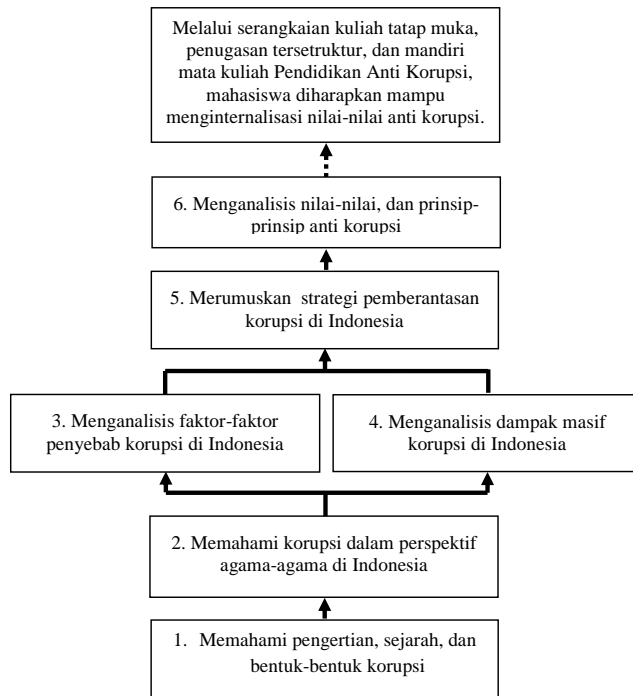 Melalui serangkaian kuliah tatap muka,
penugasan tersetruktur, dan mandiri
mata kuliah Pendidikan Anti Korupsi,
mahasiswa diharapkan mampu
menginternalisasi nilai-nilai anti korupsi.
6. Menganalisis nilai-nilai, dan prinsip-
prinsip anti korupsi
5. Merumuskan strategi pemberantasan
korupsi di Indonesia
3. Menganalisis faktor-faktor
penyebab korupsi di Indonesia
4. Menganalisis dampak masif
korupsi di Indonesia
2. Memahami korupsi dalam perspektif
agama-agama di Indonesia
1. Memahami pengertian, sejarah, dan
bentuk-bentuk korupsi